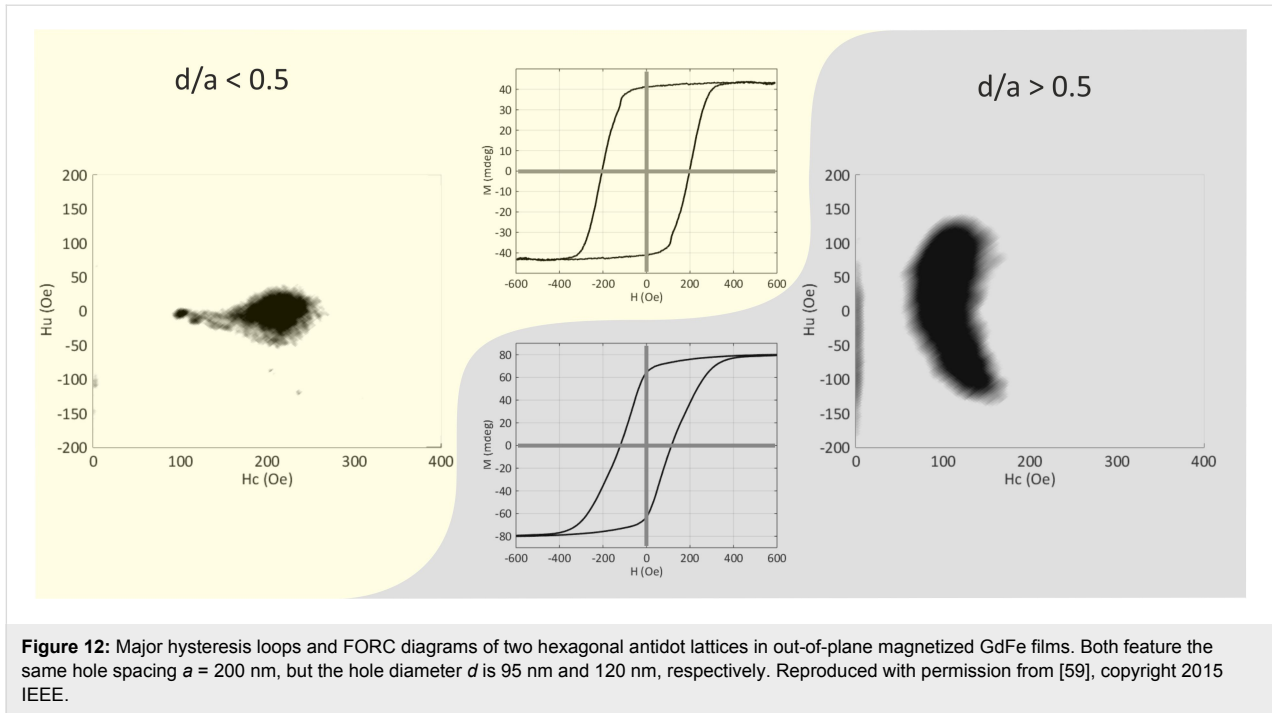 d/a < 0.5
200
150
100
50
0
-50
-100
-150
-200
Hu (Oe)
0 100 200 300 400
Hc (Oe)
40
30
20
10
0
-10
-20
-30
-40
M (mdeg)
-600 -400 -200 0 200 400 600
H (Oe)
80
60
40
20
0
-20
-40
-60
-80
M (mdeg)
-600 -400 -200 0 200 400 600
H (Oe)
d/a > 0.5
200
150
100
50
0
-50
-100
-150
-200
Hu (Oe)
0 100 200 300 400
Hc (Oe)
Figure 12: Major hysteresis loops and FORC diagrams of two hexagonal antidot lattices in out-of-plane magnetized GdFe films. Both feature the
same hole spacing a = 200 nm, but the hole diameter d is 95 nm and 120 nm, respectively. Reproduced with permission from [59], copyright 2015
IEEE.